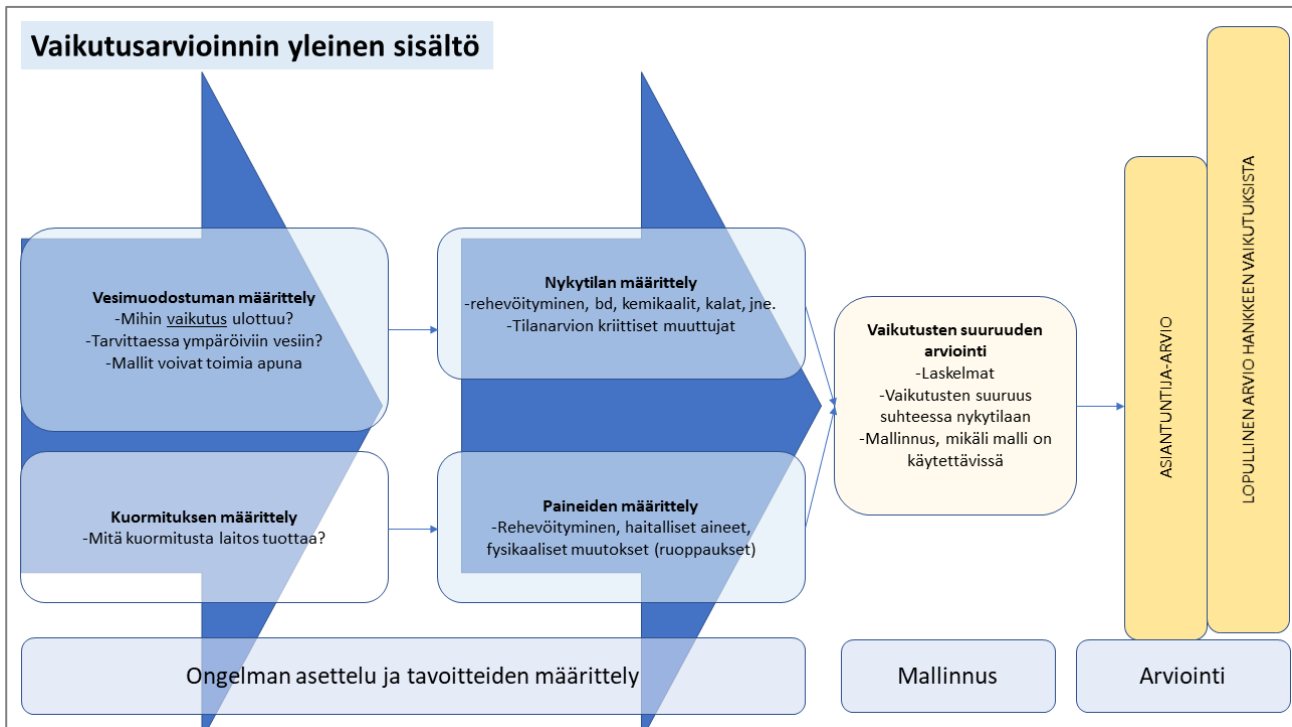 Vaikutusarvioinnin yleinen sisältö
Vesimuodostuman määrittely
-Mihin vaikutus ulottuu?
-Tarvittaessa ympäröiviin vesiin?
-Mallit voivat toimia apuna
Kuormituksen määrittely
-Mitä kuormitusta laitos tuottaa?
Nykytilan määrittely
-rehevöityminen, bd, kemikaalit, kalat, jne.
-Tilanarvion kriittiset muuttujat
Paineiden määrittely
-Rehevöityminen, haitalliset aineet,
fysikaaliset muutokset (ruoppaukset)
Vaikutusten suuruuden
arviointi
-Laskelmat
-Vaikutusten suuruus
suhteessa nykytilaan
-Mallinnus, mikäli malli on
käytettävissä
ASIANTUNTIJA-ARVIO
LOPULLINEN ARVIO HANKKEEN VAIKUTUKSISTA
Ongelman asettelu ja tavoitteiden määrittely
Mallinnus
Arviointi